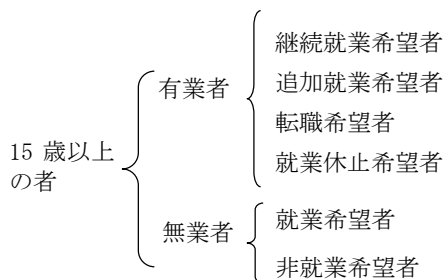 15 歳以上
の者
有業者
継続就業希望者
追加就業希望者
転職希望者
就業休止希望者
無業者
就業希望者
非就業希望者